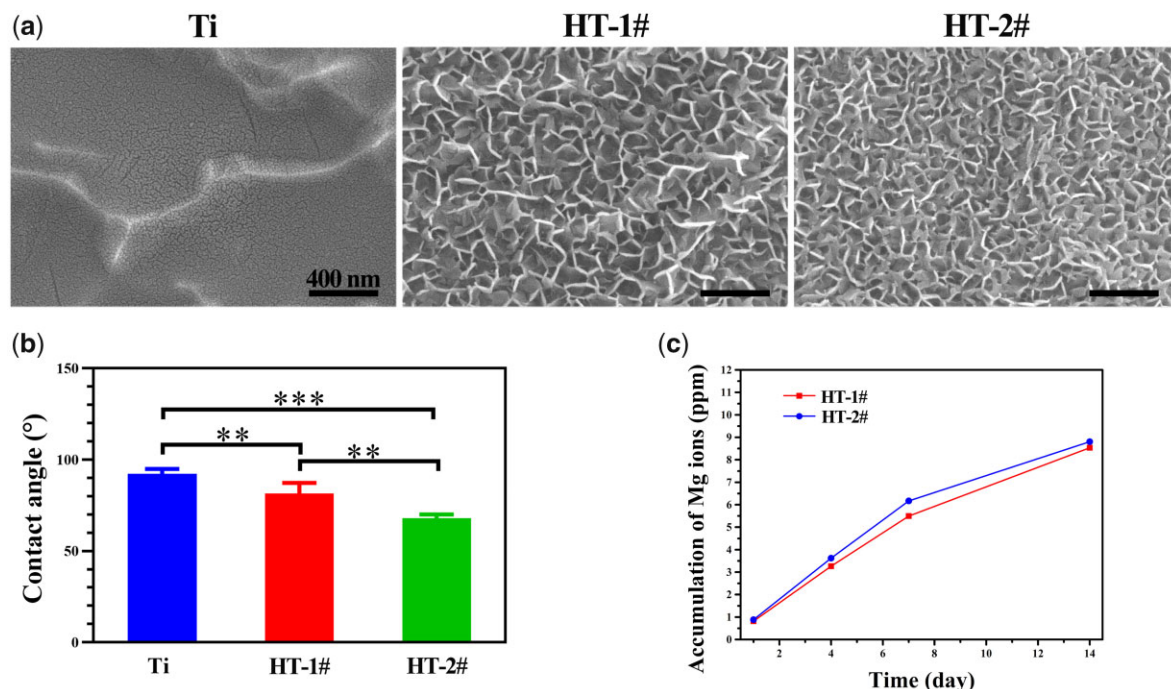 (a) Ti HT-1# HT-2#
400 nm
(b)
Contact angle (°)
150
100
50
0
***
**
**
Ti HT-1# HT-2#
(c)
Accumulation of Mg ions (ppm)
12
11
10
9
8
7
6
5
4
3
2
1
0
HT-1#
HT-2#
2 4 6 8 10 12 14
Time (day)